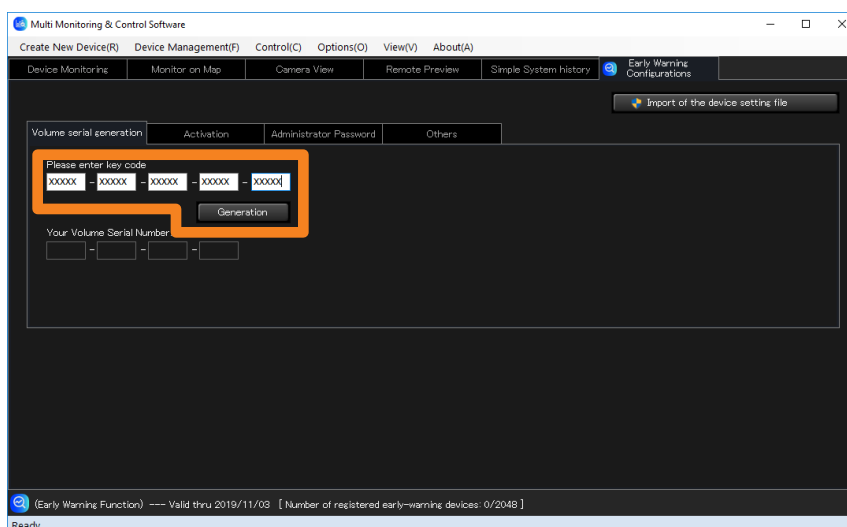 Multi Monitoring & Control Software
Create New Device(R) Device Management(F) Control(C) Options(O) View(V) About(A)
Device Monitoring Monitor on Map Camera View Remote Preview Simple System history Early Warning Configurations
Import of the device setting file
Volume serial generation Activation Administrator Password Others
Please enter key code
XXXXX - XXXXX - XXXXX - XXXXX - XXXXX
Generation
Your Volume Serial Number
- - -
(Early Warning Function) --- Valid thru 2019/11/03 [ Number of registered early-warning devices: 0/2048 ]
Ready